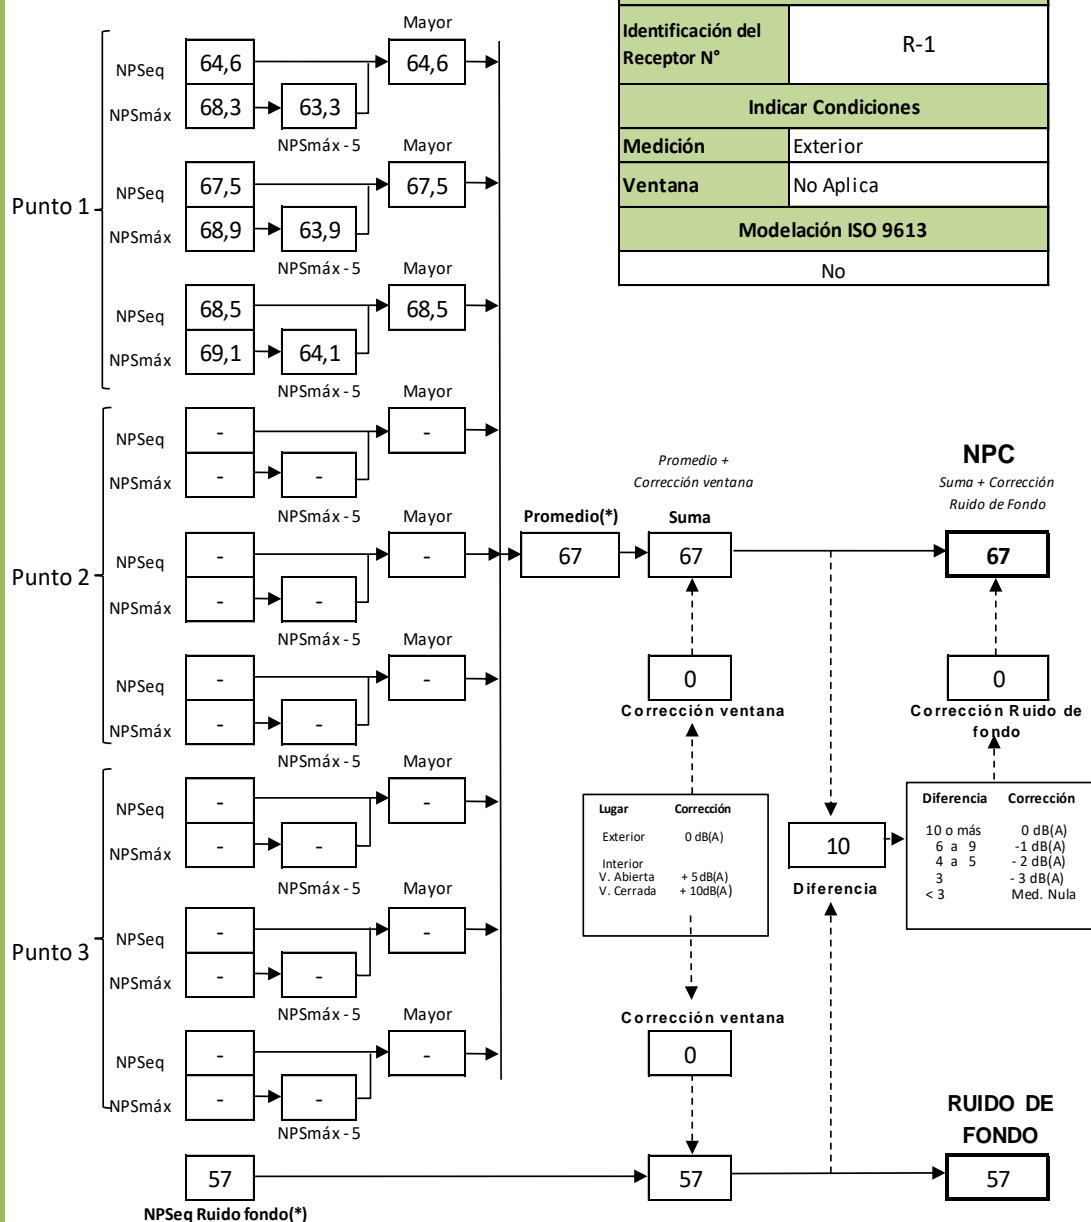 Identificación del
Receptor N°
R-1
Indicar Condiciones
Medición
Exterior
Ventana
No Aplica
Modelación ISO 9613
No
Punto 1
Mayor
NPSeq
64,6
64,6
NPSmáx
68,3
63,3
NPSmáx - 5
Mayor
NPSeq
67,5
67,5
NPSmáx
68,9
63,9
NPSmáx - 5
Mayor
NPSeq
68,5
68,5
NPSmáx
69,1
64,1
NPSmáx - 5
Punto 2
Mayor
NPSeq
-
-
NPSmáx
-
-
NPSmáx - 5
Mayor
NPSeq
-
-
NPSmáx
-
-
NPSmáx - 5
Mayor
NPSeq
-
-
NPSmáx
-
-
NPSmáx - 5
Punto 3
Mayor
NPSeq
-
-
NPSmáx
-
-
NPSmáx - 5
Mayor
NPSeq
-
-
NPSmáx
-
-
NPSmáx - 5
Mayor
NPSeq
-
-
NPSmáx
-
-
NPSmáx - 5
57
NPSeq Ruido fondo(*)
Promedio(*)
67
Promedio +
Corrección ventana
Suma
67
0
Corrección ventana
Lugar Corrección
Exterior 0 dB(A)
Interior
V. Abierta + 5dB(A)
V. Cerrada + 10dB(A)
Corrección ventana
0
57
10
Diferencia
NPC
Suma + Corrección
Ruido de Fondo
67
0
Corrección Ruido de
fondo
Diferencia Corrección
10 o más 0 dB(A)
6 a 9 -1 dB(A)
4 a 5 - 2 dB(A)
3 - 3 dB(A)
< 3 Med. Nula
RUIDO DE
FONDO
57